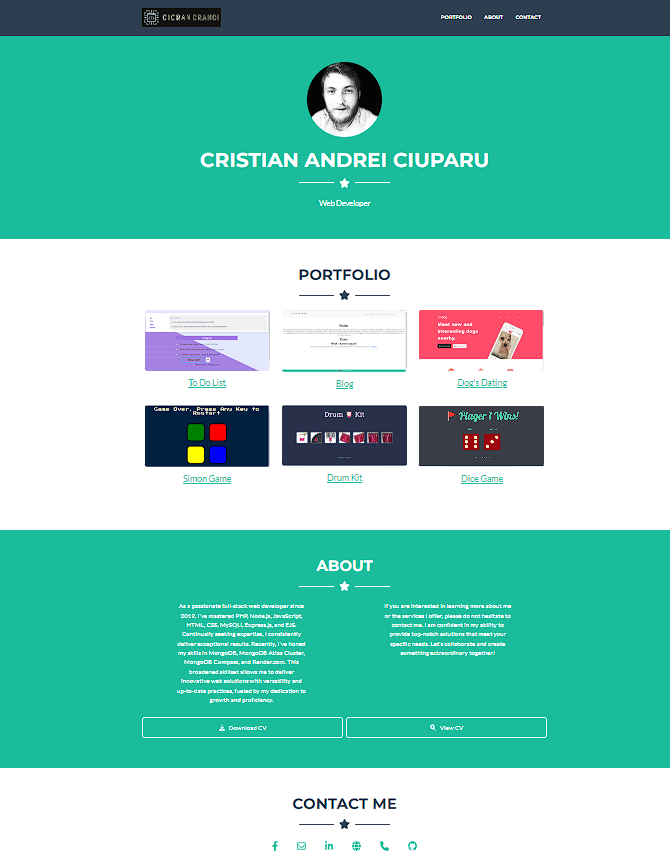 CICRAN CRANCI
PORTFOLIO ABOUT CONTACT
CRISTIAN ANDREI CIUPARU
Web Developer
PORTFOLIO
Meet new and
interesting dogs
nearby.
To Do List
Blog
Dog's Dating
Game Over, Press Any Key to
Restart
Drum Kit
Player 1 Wins!
Simon Game
Drum Kit
Dice Game
ABOUT
As a passionate full-stack web developer since
2019, I've mastered PHP, Node.js, JavaScript,
HTML, CSS, MySQLi, Express.js, and EJS.
Continually seeking expertise, I consistently
deliver exceptional results. Recently, I've honed
my skills in MongoDB, MongoDB Atlas Cluster,
MongoDB Compass, and Render.com. This
broadened skillset allows me to deliver
innovative web solutions with versatility and
up-to-date practices, fueled by my dedication to
growth and proficiency.
If you are interested in learning more about me
or the services I offer, please do not hesitate to
contact me. I am confident in my ability to
provide top-notch solutions that meet your
specific needs. Let's collaborate and create
something extraordinary together!
Download CV
View CV
CONTACT ME